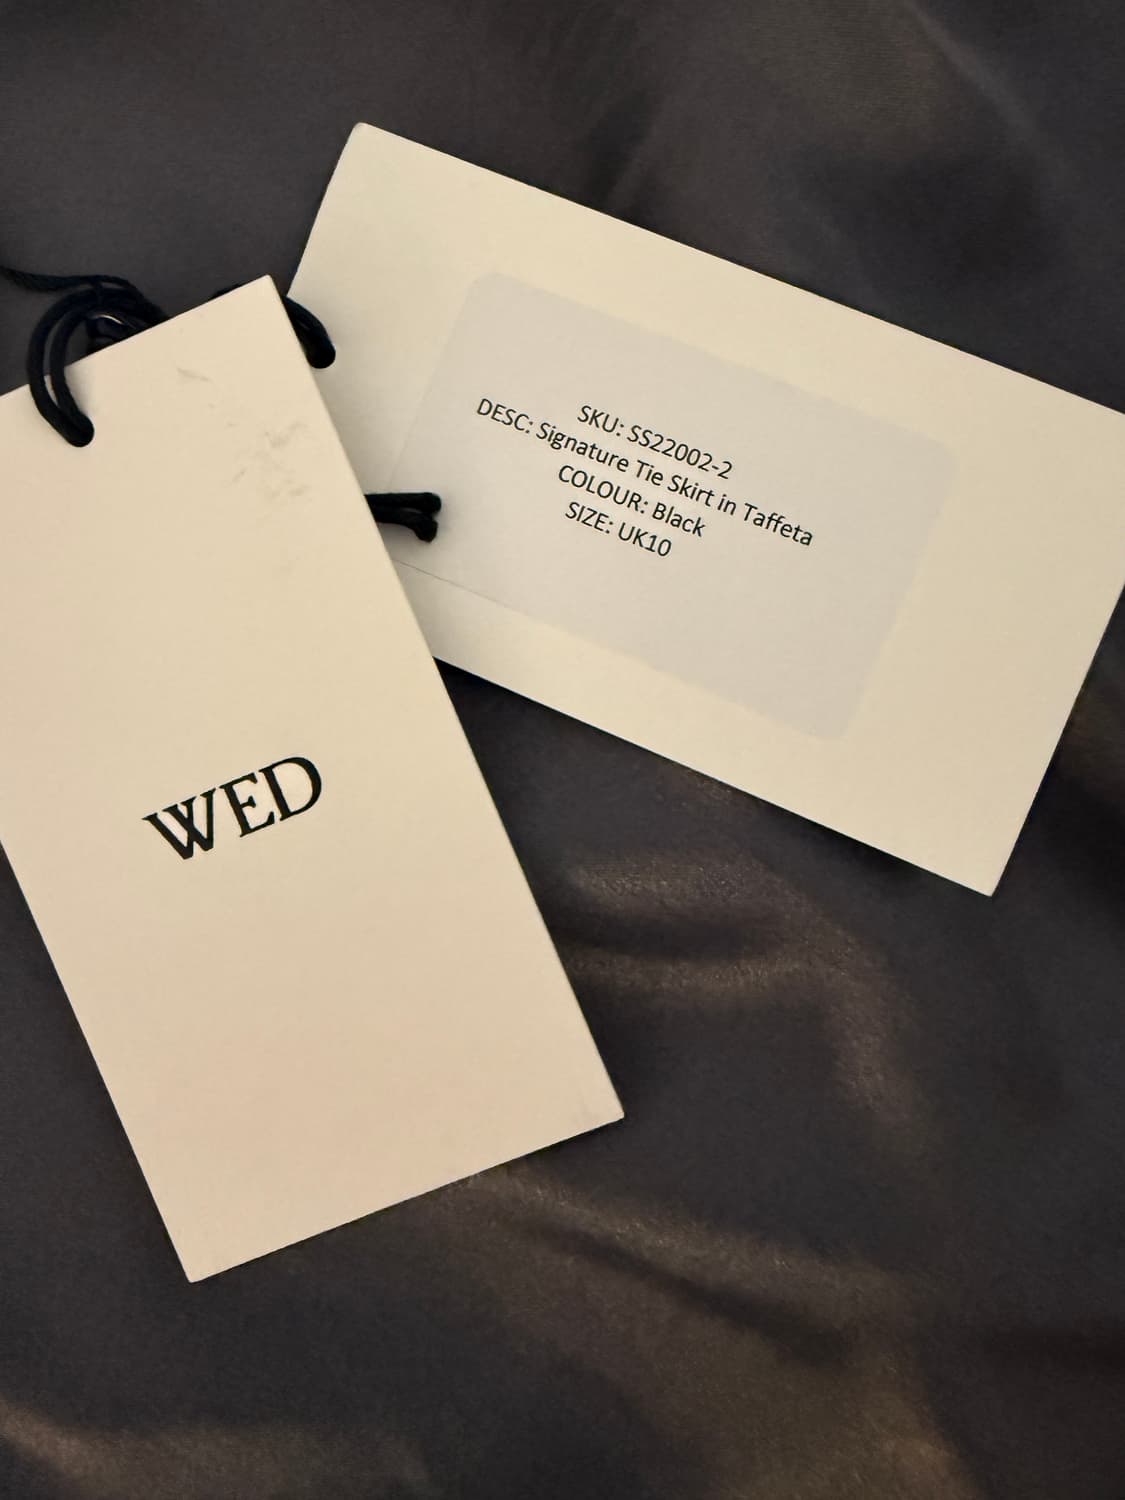 SKU: SS22002-2
DESC: Signature Tie Skirt in Taffeta
COLOUR: Black
SIZE: UK10
WED